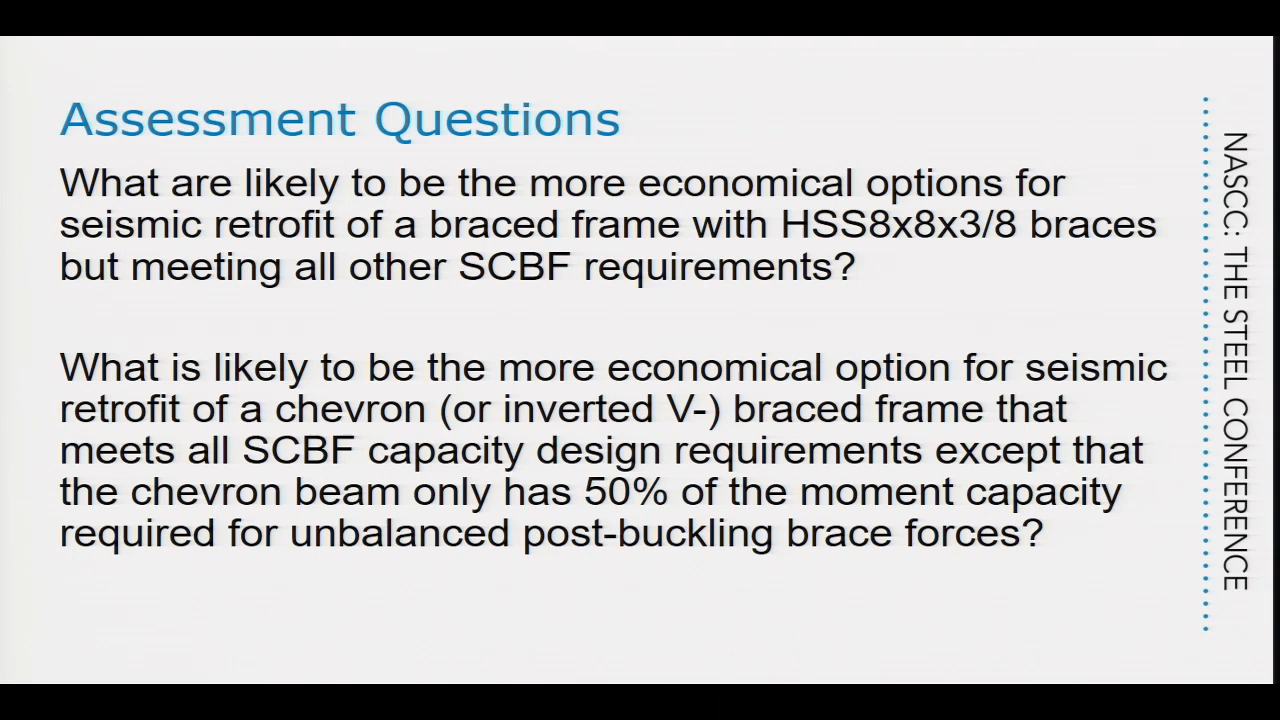 Assessment Questions
What are likely to be the more economical options for
seismic retrofit of a braced frame with HSS8x8x3/8 braces
but meeting all other SCBF requirements?
What is likely to be the more economical option for seismic
retrofit of a chevron (or inverted V-) braced frame that
meets all SCBF capacity design requirements except that
the chevron beam only has 50% of the moment capacity
required for unbalanced post-buckling brace forces?
NASCC: THE STEEL CONFERENCE